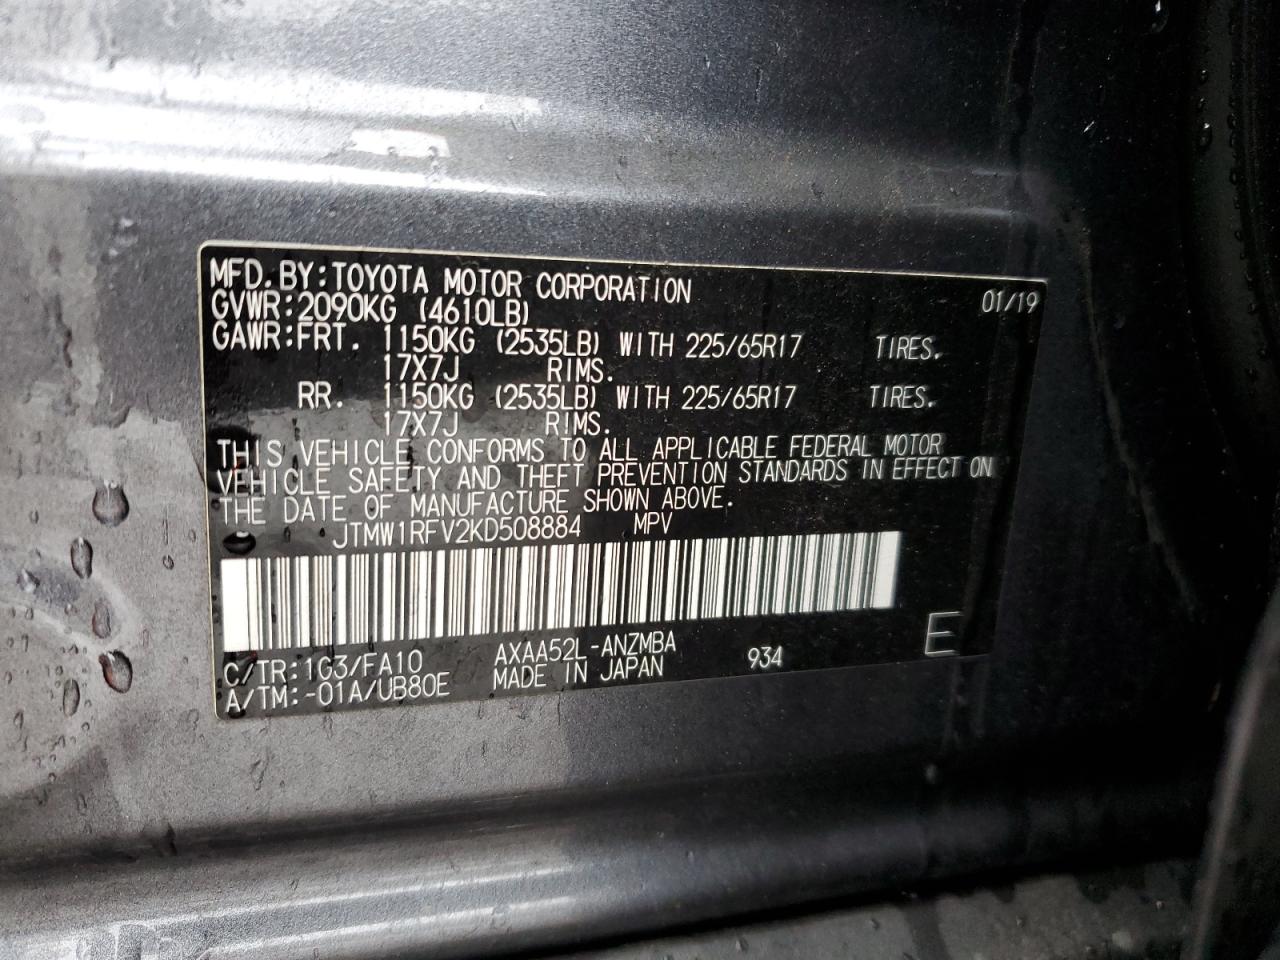 MFD.BY:TOYOTA MOTOR CORPORATION 01/19
GVWR:2090KG (4610LB)
GAWR:FRT. 1150KG (2535LB) WITH 225/65R17 TIRES.
17X7J RIMS.
RR. 1150KG (2535LB) WITH 225/65R17 TIRES.
17X7J RIMS.
THIS VEHICLE CONFORMS TO ALL APPLICABLE FEDERAL MOTOR
VEHICLE SAFETY AND THEFT PREVENTION STANDARDS IN EFFECT ON
THE DATE OF MANUFACTURE SHOWN ABOVE.
JTMW1RFV2KD508884 MPV
C/TR:1G3/FA10 AXAA52L-ANZMBA 934 E
A/TM:-01A/UB80E MADE IN JAPAN